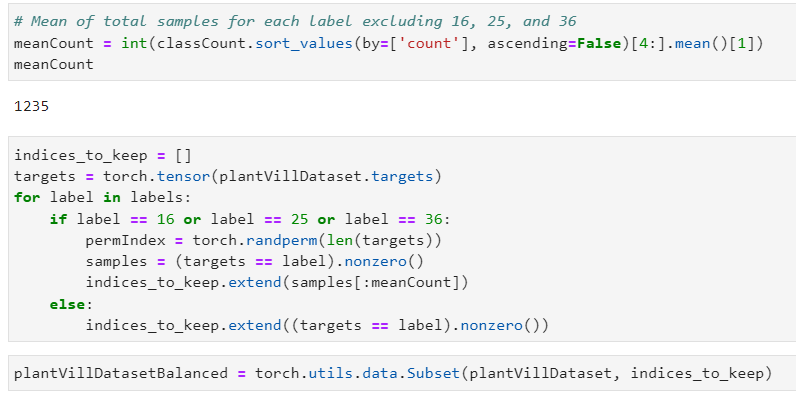 # Mean of total samples for each label excluding 16, 25, and 36
meanCount = int(classCount.sort_values(by=['count'], ascending=False)[4:].mean()[1])
meanCount
1235
indices_to_keep = []
targets = torch.tensor(plantVillDataset.targets)
for label in labels:
    if label == 16 or label == 25 or label == 36:
        permIndex = torch.randperm(len(targets))
        samples = (targets == label).nonzero()
        indices_to_keep.extend(samples[:meanCount])
    else:
        indices_to_keep.extend((targets == label).nonzero())
plantVillDatasetBalanced = torch.utils.data.Subset(plantVillDataset, indices_to_keep)